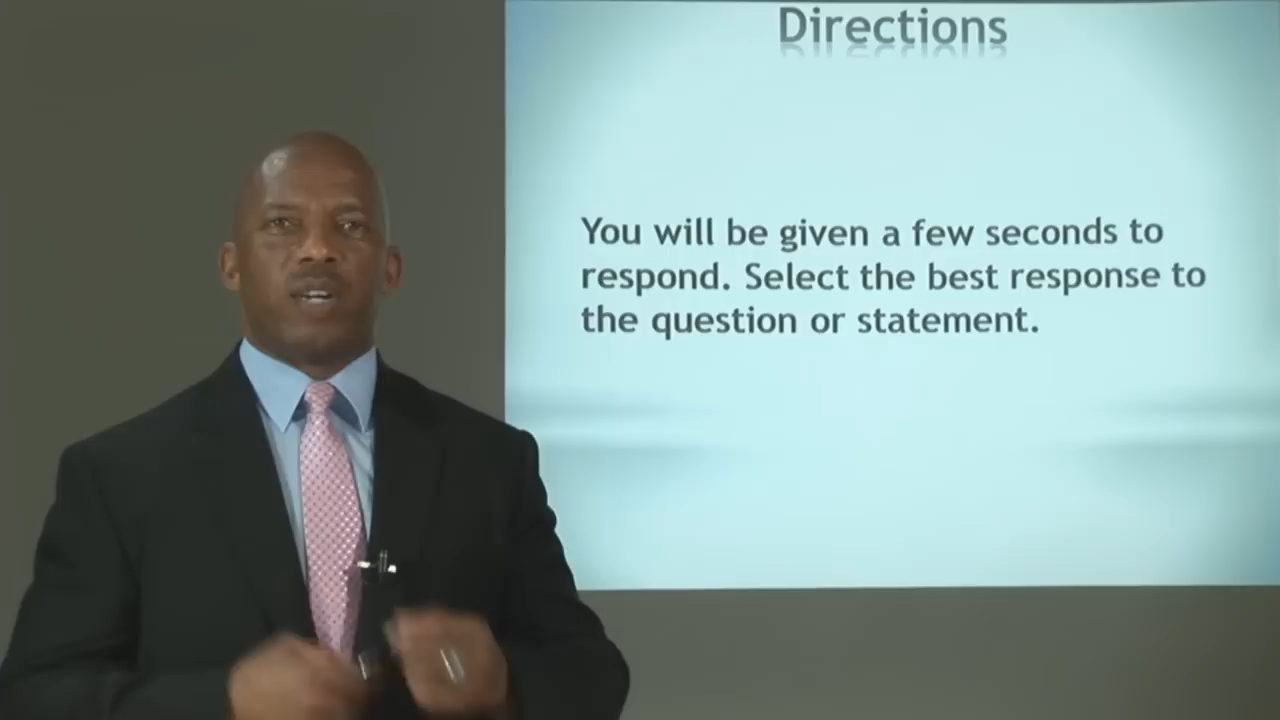 Directions
You will be given a few seconds to
respond. Select the best response to
the question or statement.